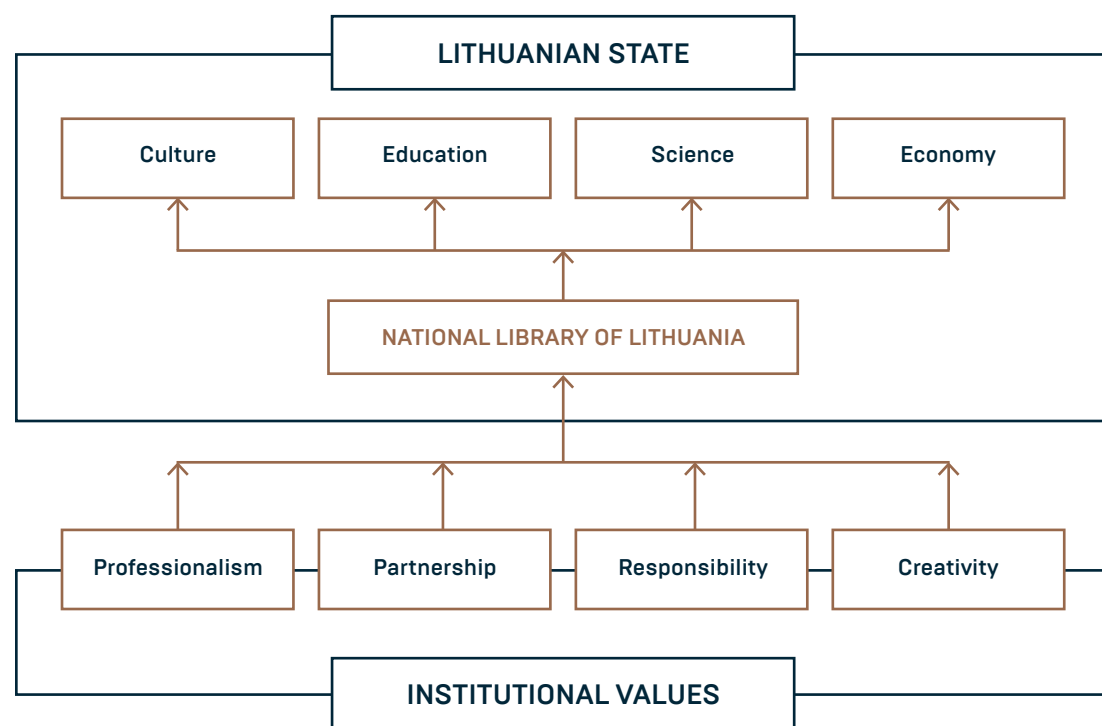 LITHUANIAN STATE
Culture
Education
Science
Economy
NATIONAL LIBRARY OF LITHUANIA
Professionalism
Partnership
Responsibility
Creativity
INSTITUTIONAL VALUES